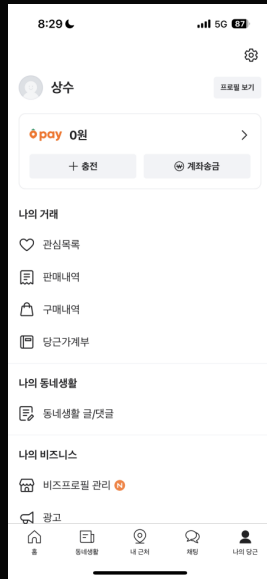 8:29 5G 87
상수 프로필 보기
pay 0원
+ 충전 계좌송금
나의 거래
관심목록
판매내역
구매내역
당근가계부
나의 동네생활
동네생활 글/댓글
나의 비즈니스
비즈프로필 관리 N
광고
홈 동네생활 내 근처 채팅 나의 당근